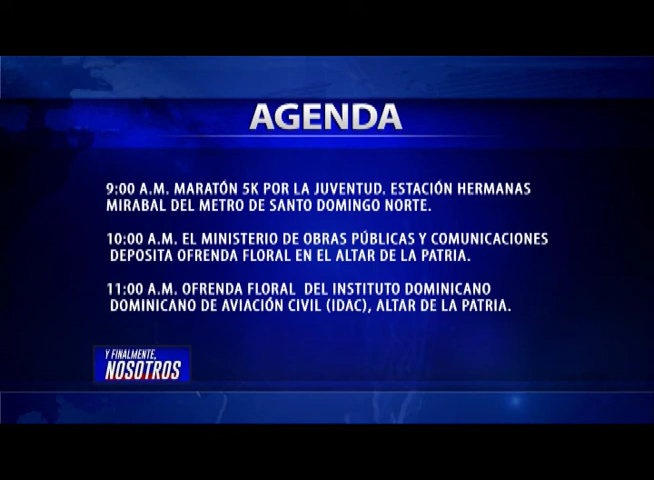 AGENDA
9:00 A.M. MARATÓN 5K POR LA JUVENTUD. ESTACIÓN HERMANAS
MIRABAL DEL METRO DE SANTO DOMINGO NORTE.
10:00 A.M. EL MINISTERIO DE OBRAS PÚBLICAS Y COMUNICACIONES
DEPOSITA OFRENDA FLORAL EN EL ALTAR DE LA PATRIA.
11:00 A.M. OFRENDA FLORAL DEL INSTITUTO DOMINICANO
DOMINICANO DE AVIACIÓN CIVIL (IDAC), ALTAR DE LA PATRIA.
Y FINALMENTE,
NOSOTROS